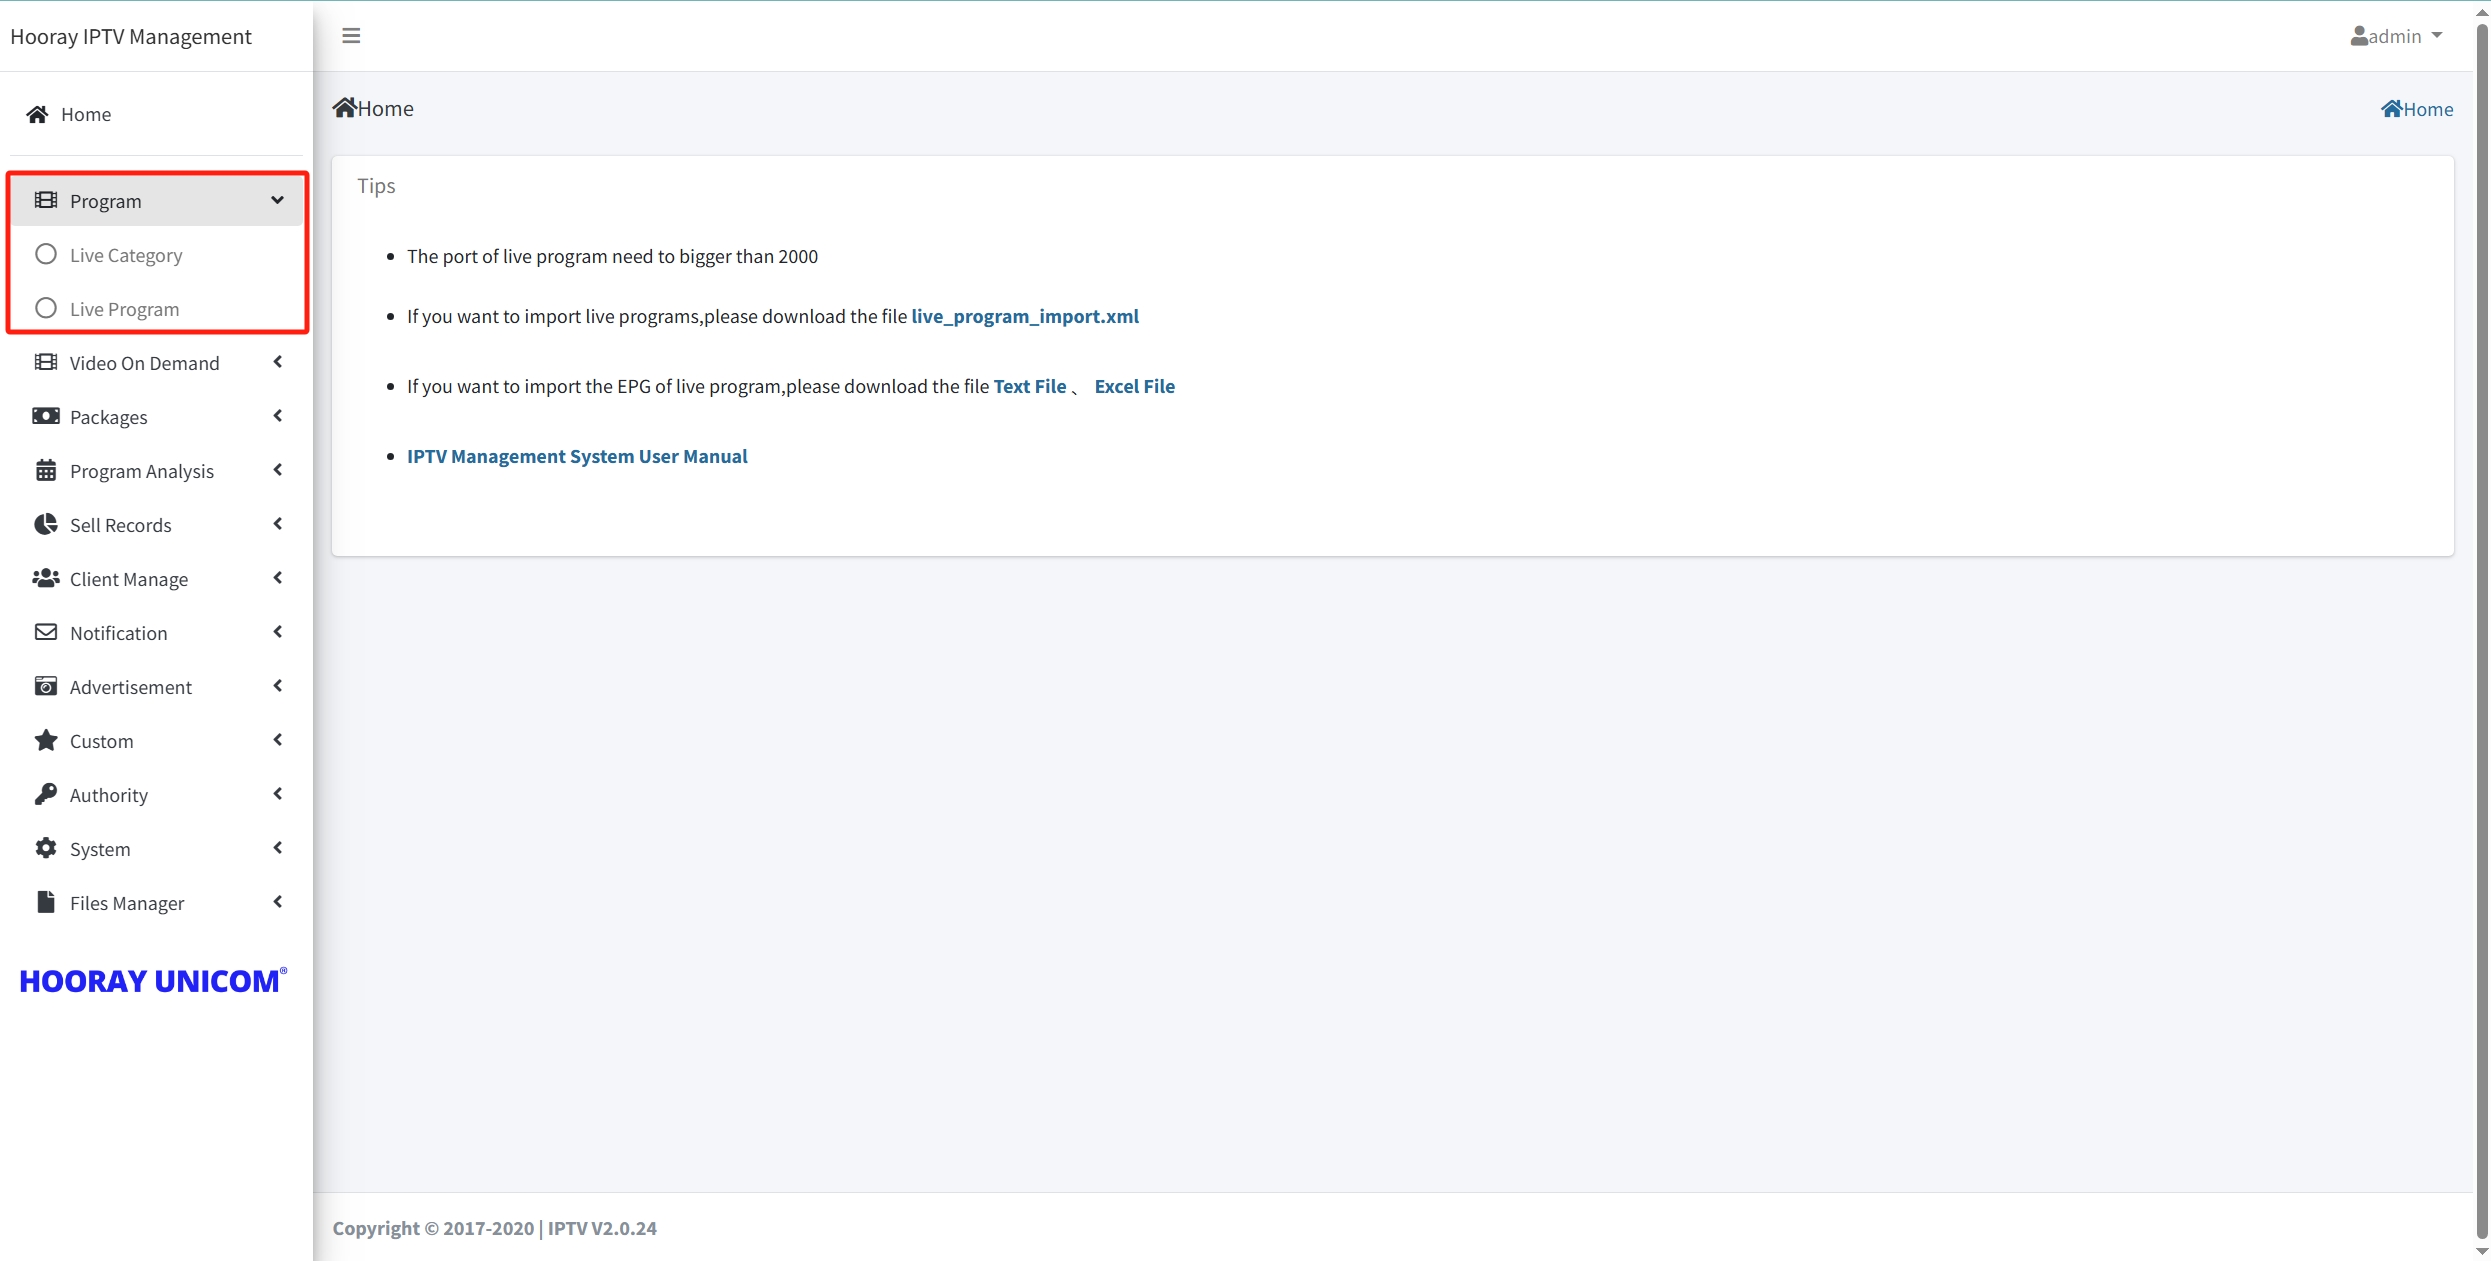 Hooray IPTV Management
admin
Home
Home
Home
Program
Live Category
Live Program
Video On Demand
Packages
Program Analysis
Sell Records
Client Manage
Notification
Advertisement
Custom
Authority
System
Files Manager
HOORAY UNICOM®
Tips
The port of live program need to bigger than 2000
If you want to import live programs,please download the file live_program_import.xml
If you want to import the EPG of live program,please download the file Text File 、 Excel File
IPTV Management System User Manual
Copyright © 2017-2020 | IPTV V2.0.24